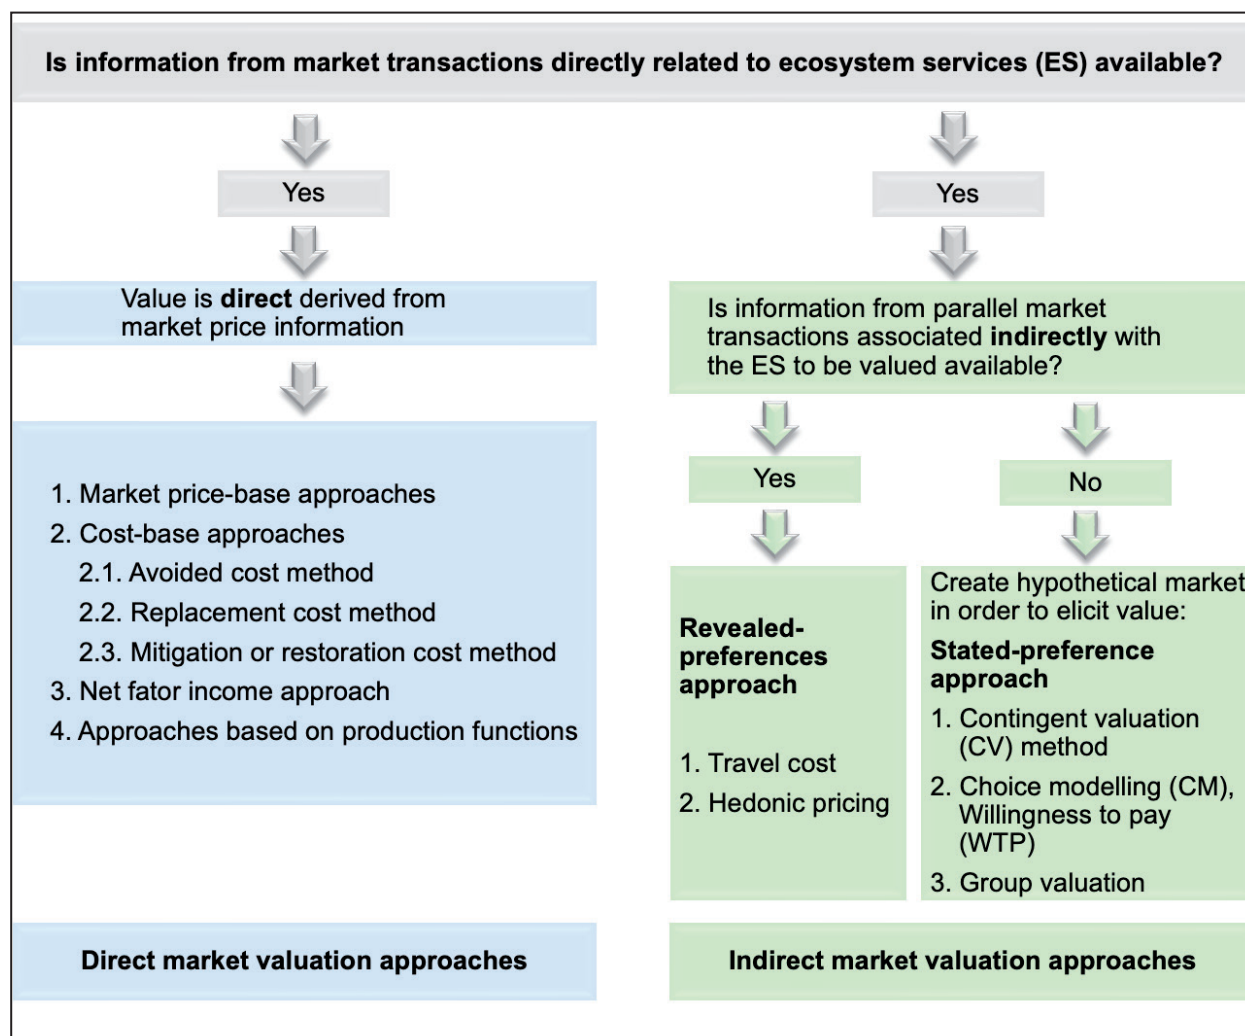 Is information from market transactions directly related to ecosystem services (ES) available?
Yes
Value is direct derived from
market price information
1. Market price-base approaches
2. Cost-base approaches
2.1. Avoided cost method
2.2. Replacement cost method
2.3. Mitigation or restoration cost method
3. Net fator income approach
4. Approaches based on production functions
Direct market valuation approaches
Yes
Is information from parallel market
transactions associated indirectly with
the ES to be valued available?
Yes
Revealed-
preferences
approach
1. Travel cost
2. Hedonic pricing
No
Create hypothetical market
in order to elicit value:
Stated-preference
approach
1. Contingent valuation
(CV) method
2. Choice modelling (CM),
Willingness to pay
(WTP)
3. Group valuation
Indirect market valuation approaches